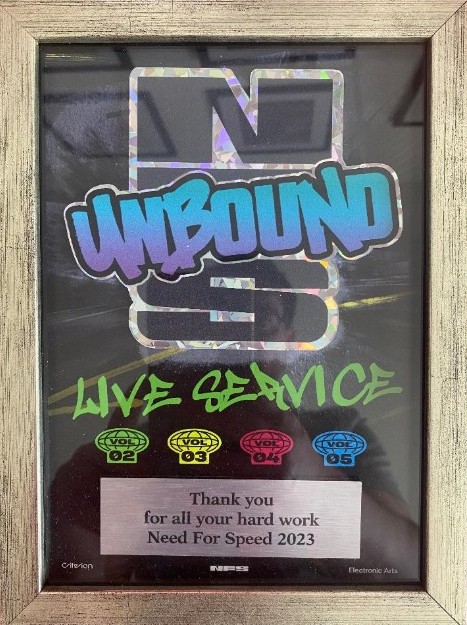 N
UNBOUND
S
LIVE SERVICE
VOL VOL VOL VOL
02 03 04 05
Thank you
for all your hard work
Need For Speed 2023
Criterion NFS Electronic Arts